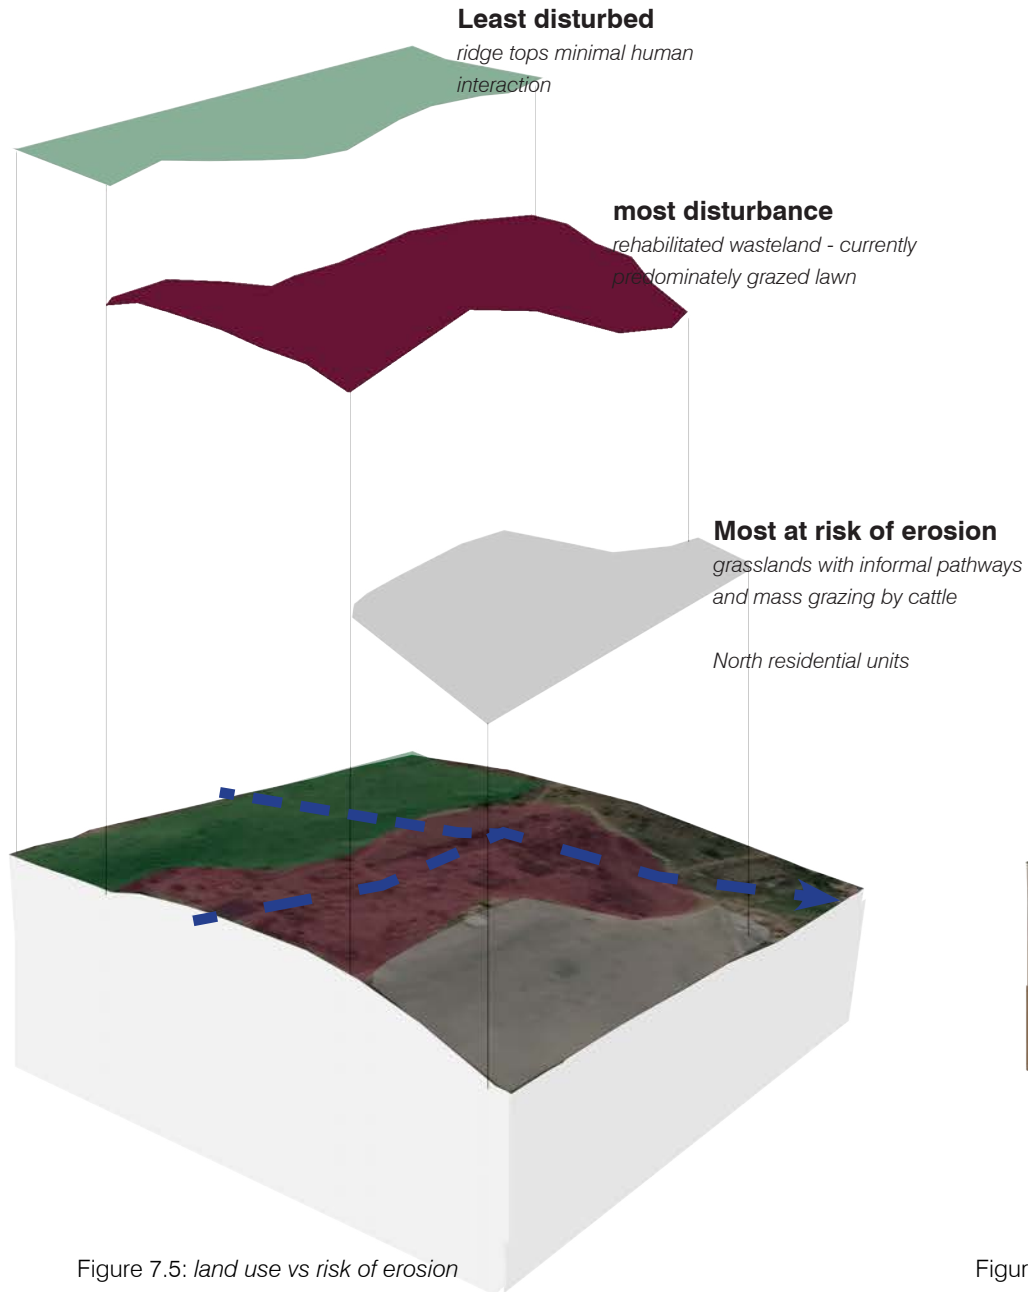 Least disturbed
ridge tops minimal human
interaction
most disturbance
rehabilitated wasteland - currently
predominately grazed lawn
Most at risk of erosion
grasslands with informal pathways
and mass grazing by cattle
North residential units
Figure 7.5: land use vs risk of erosion
Figur